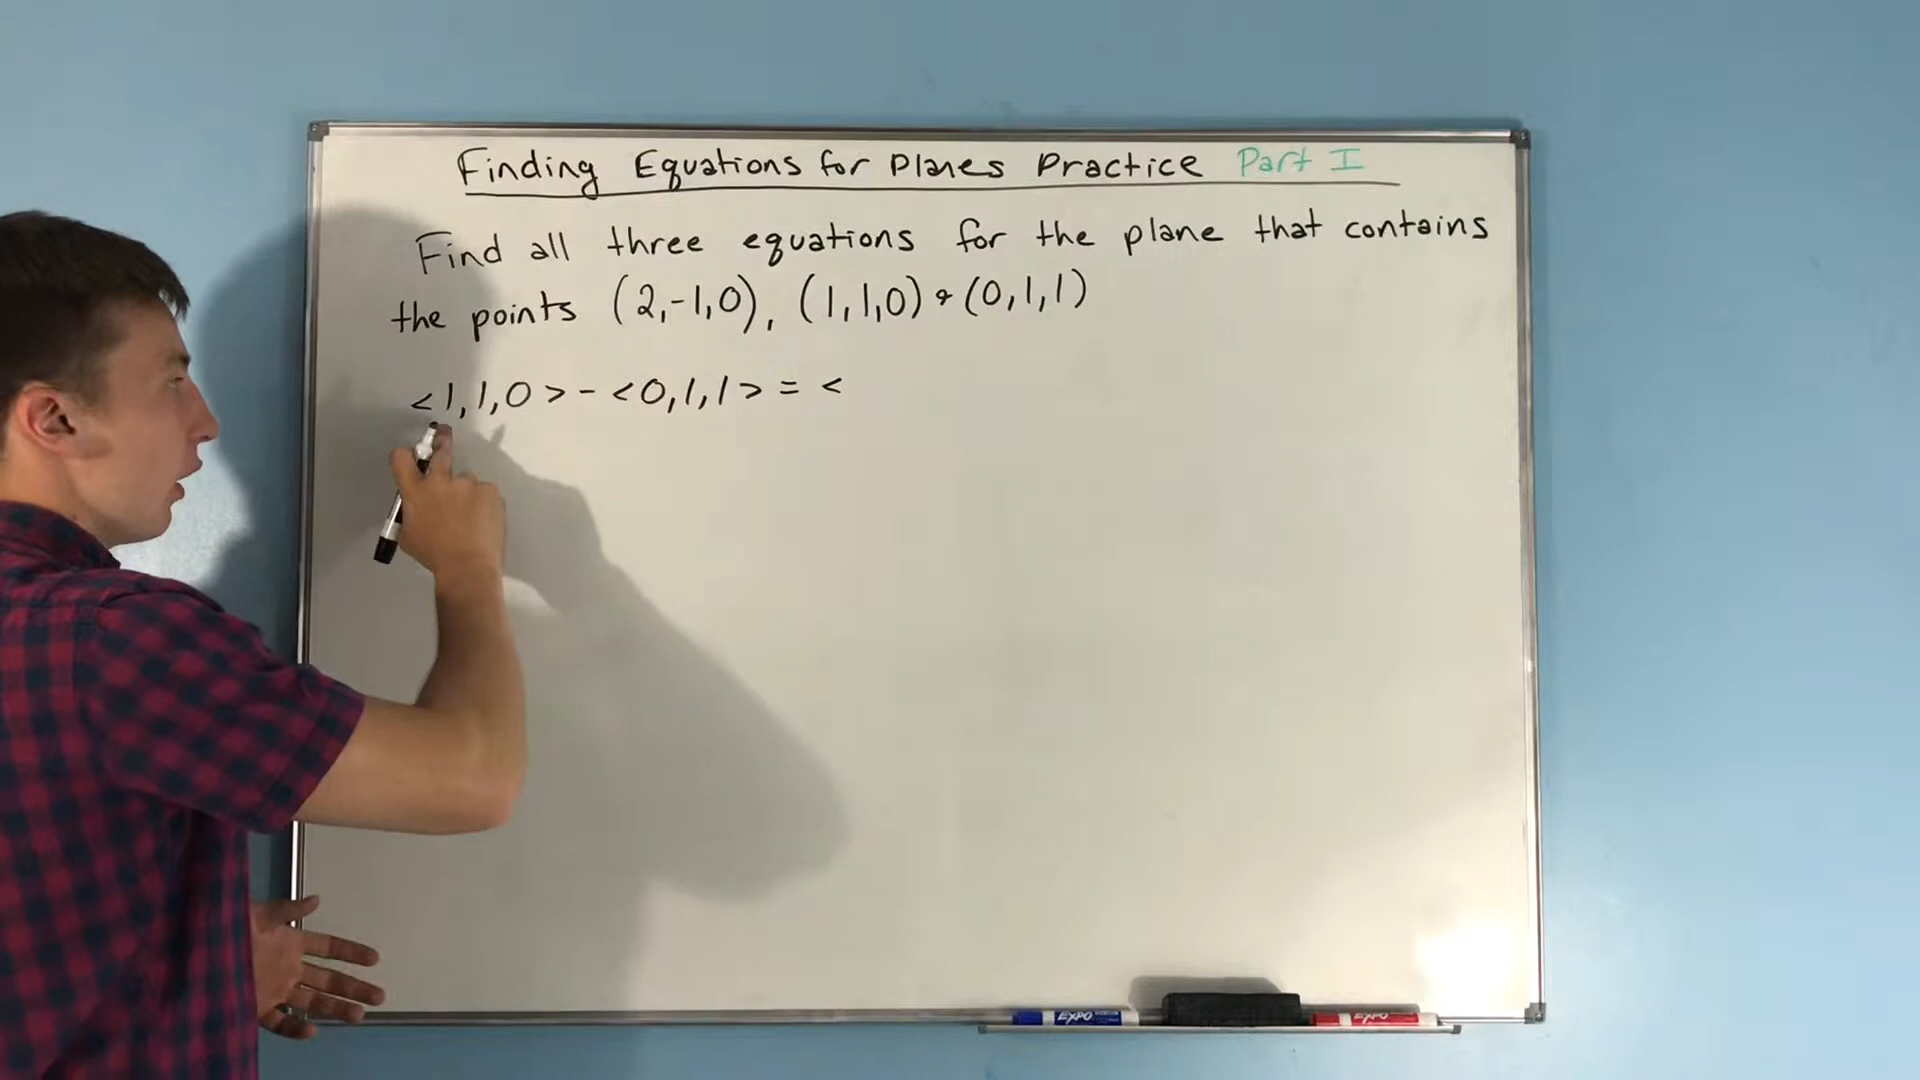 Finding Equations for Planes Practice Part I
Find all three equations for the plane that contains
the points (2,-1,0), (1,1,0) & (0,1,1)
<1,1,0> - <0,1,1> = <
EXPO
EXPO